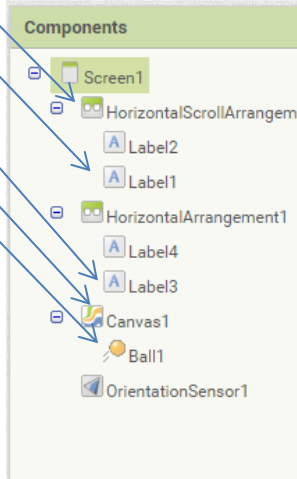 Components
Screen1
HorizontalScrollArrangem
A Label2
A Label1
HorizontalArrangement1
A Label4
A Label3
Canvas1
Ball1
OrientationSensor1